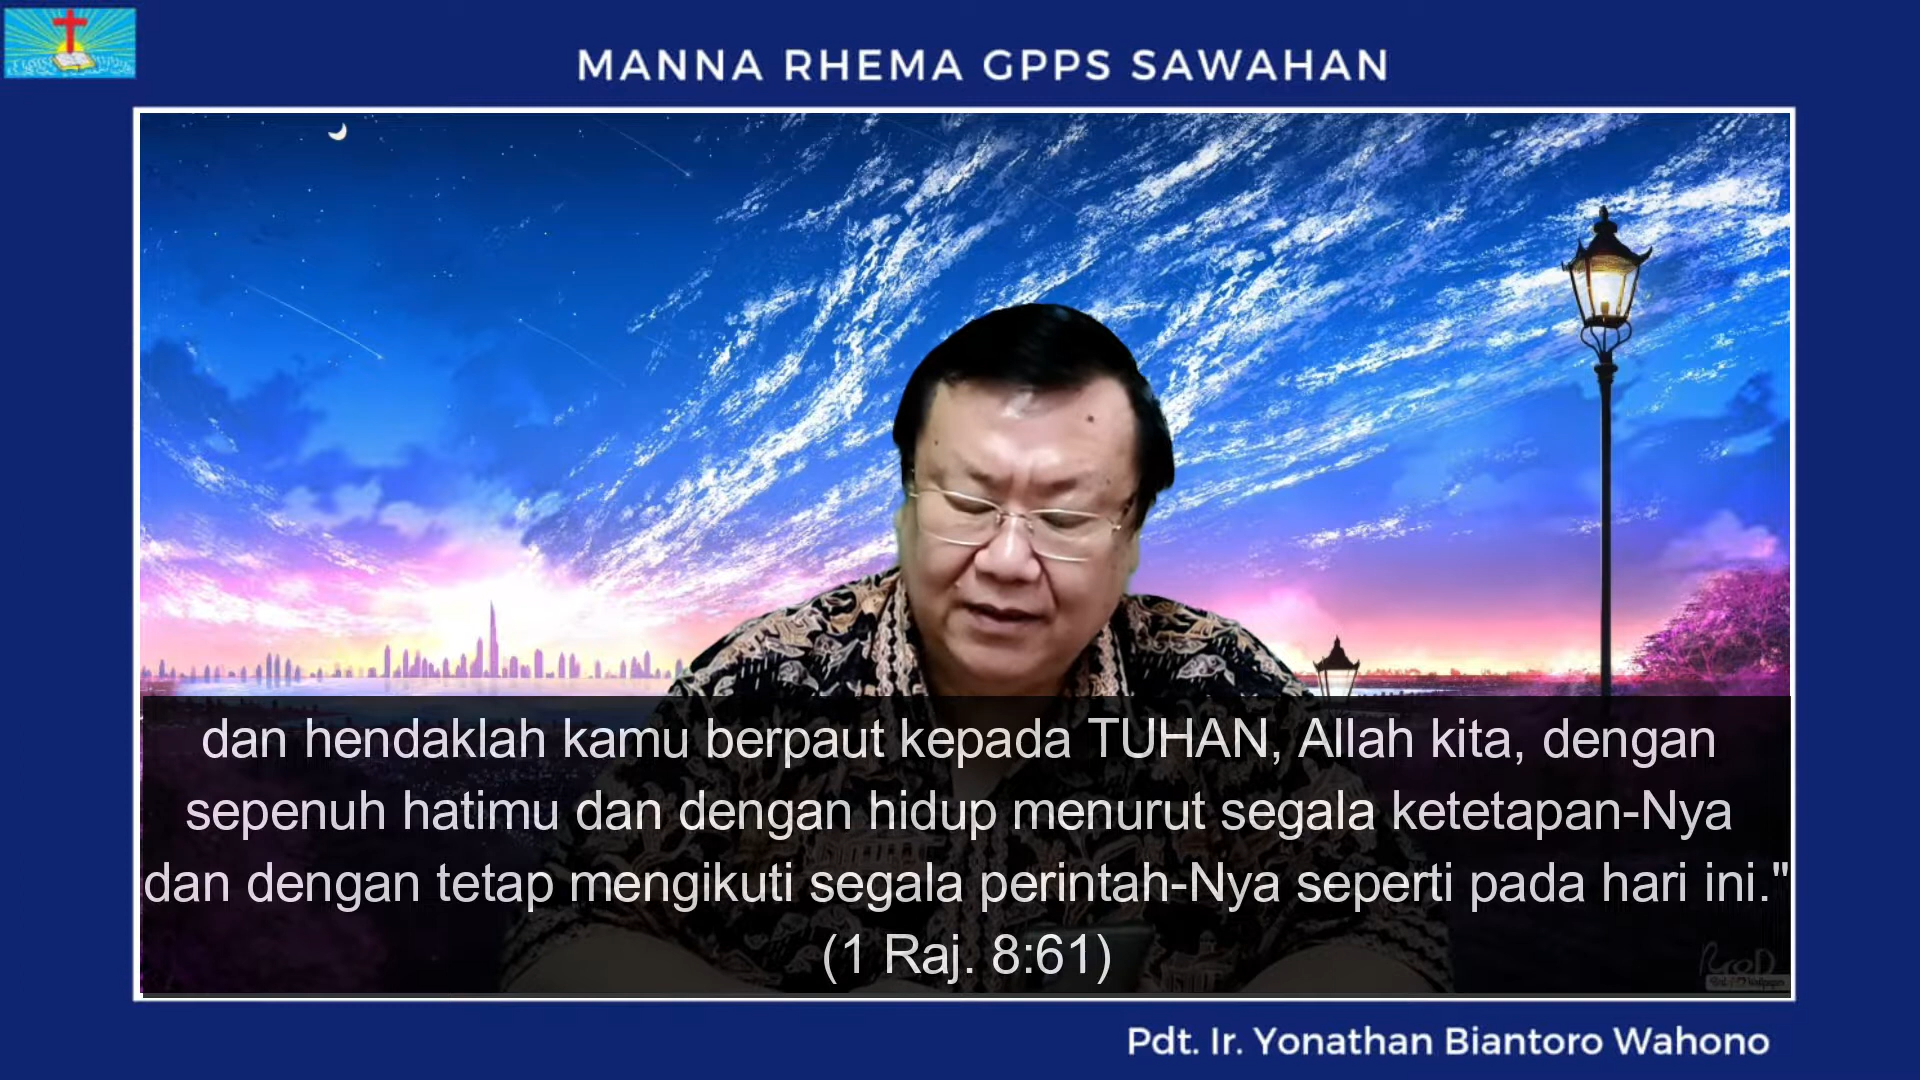 MANNA RHEMA GPPS SAWAHAN
dan hendaklah kamu berpaut kepada TUHAN, Allah kita, dengan
sepenuh hatimu dan dengan hidup menurut segala ketetapan-Nya
dan dengan tetap mengikuti segala perintah-Nya seperti pada hari ini."
(1 Raj. 8:61)
Pdt. Ir. Yonathan Biantoro Wahono